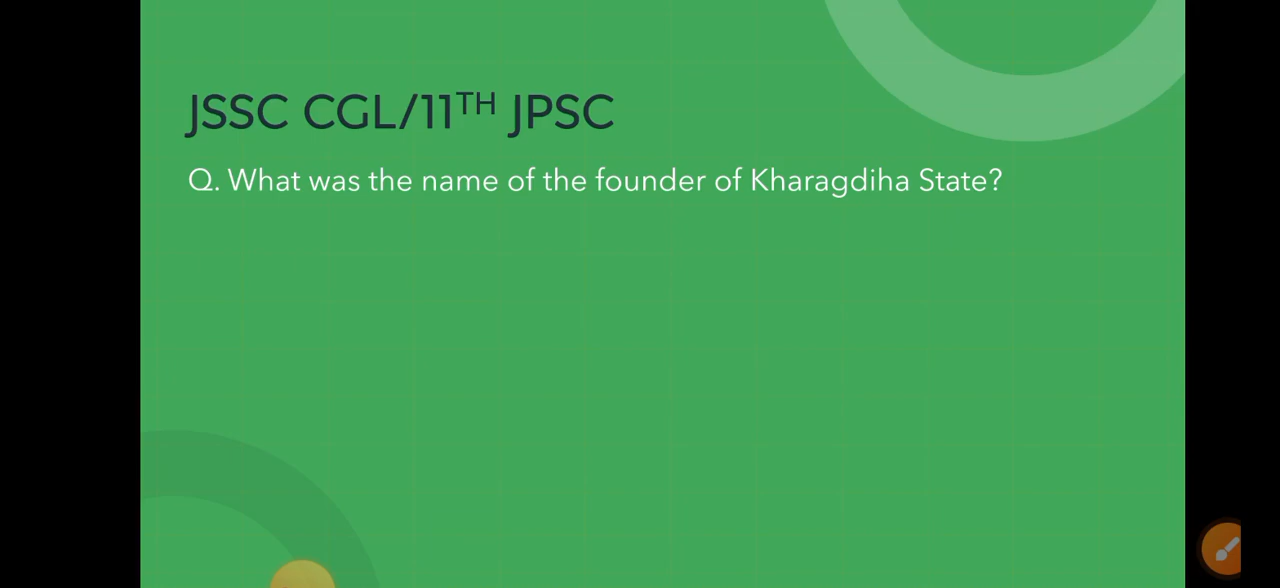 JSSC CGL/11TH JPSC
Q. What was the name of the founder of Kharagdiha State?